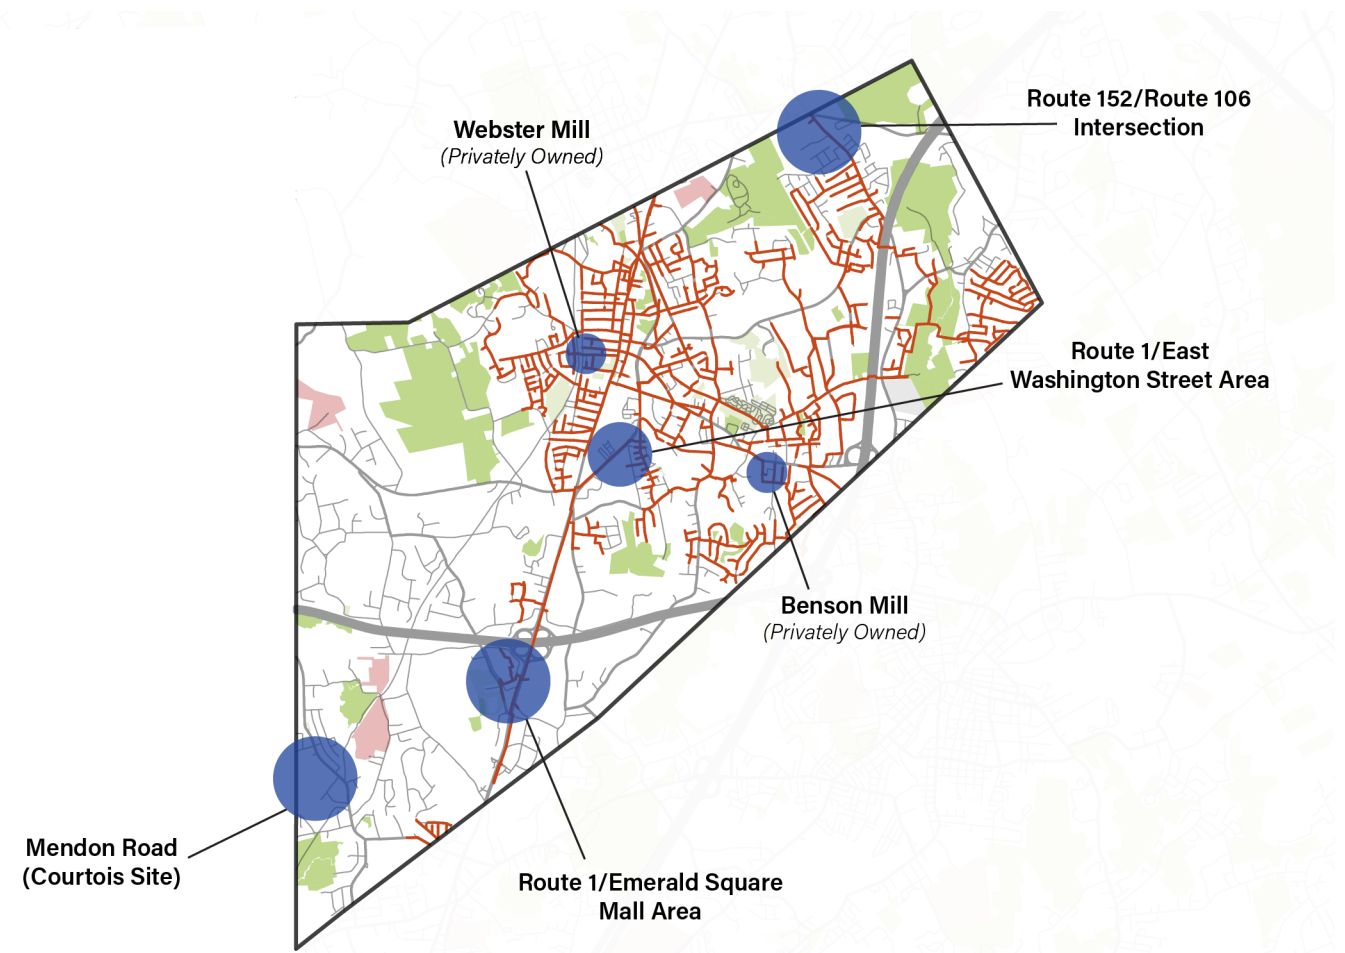 Route 152/Route 106
Intersection
Webster Mill
(Privately Owned)
Route 1/East
Washington Street Area
Benson Mill
(Privately Owned)
Mendon Road
(Courtois Site)
Route 1/Emerald Square
Mall Area